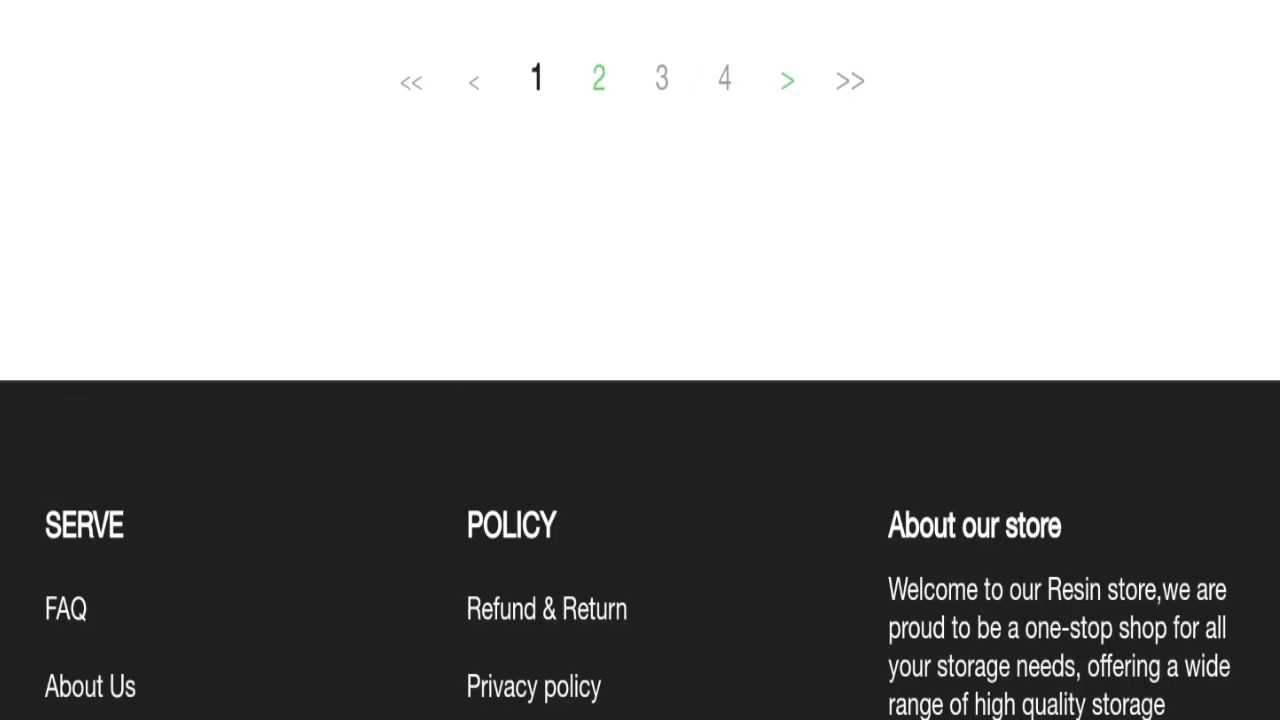 << < 1 2 3 4 > >>
SERVE
FAQ
About Us
POLICY
Refund & Return
Privacy policy
About our store
Welcome to our Resin store,we are
proud to be a one-stop shop for all
your storage needs, offering a wide
range of high quality storage